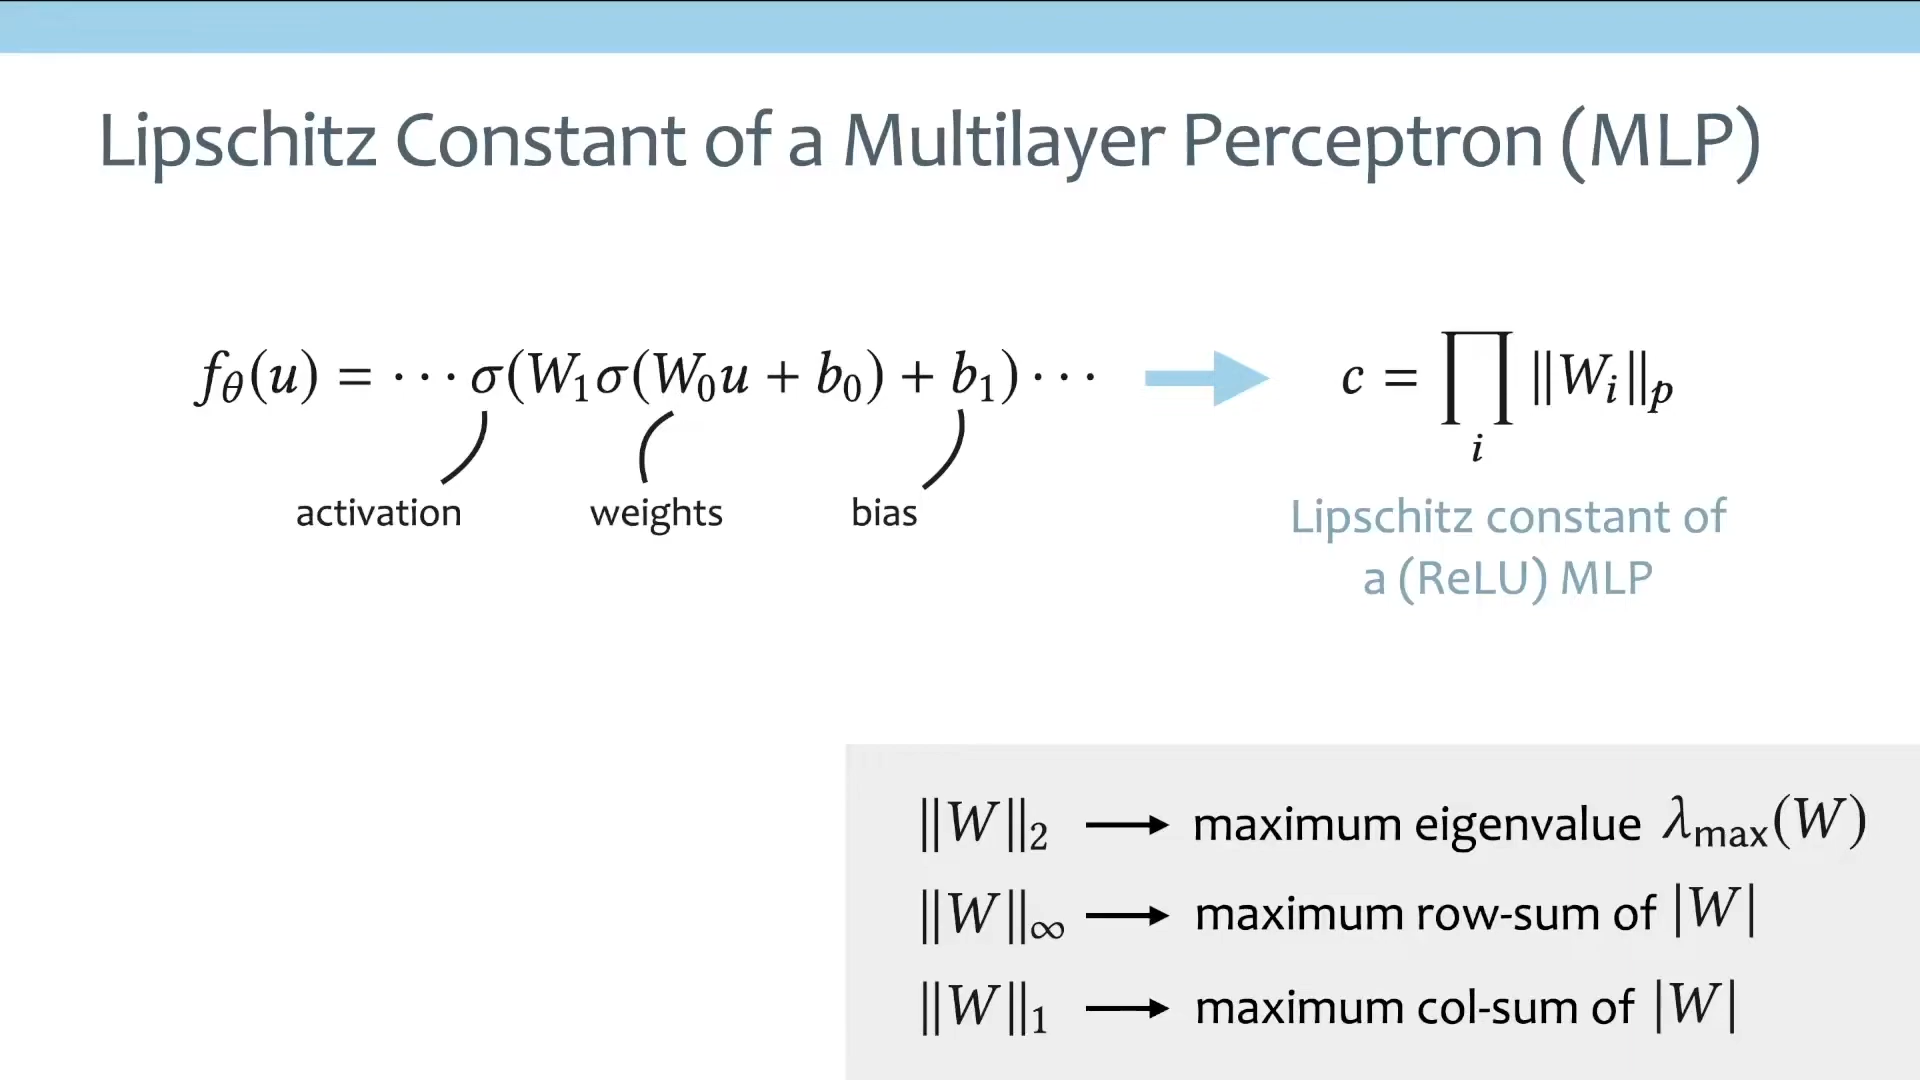 Lipschitz Constant of a Multilayer Perceptron (MLP)
f_θ(u) = ··· σ(W₁σ(W₀u + b₀) + b₁) ··· c = ∏_i ‖W_i‖_p
activation weights bias
Lipschitz constant of
a (ReLU) MLP
‖W‖₂ ⟶ maximum eigenvalue λ_max(W)
‖W‖_∞ ⟶ maximum row-sum of |W|
‖W‖₁ ⟶ maximum col-sum of |W|